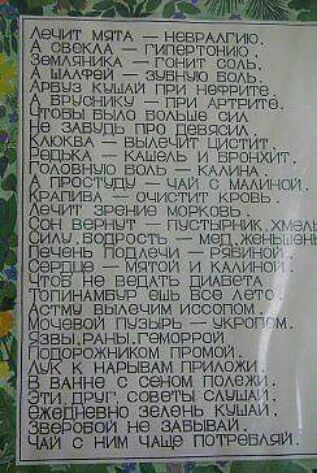 Лечит мята — невралгию,
А свекла — гипертонию.
Земляника — гонит соль,
А шалфей — зубную боль.
Арбуз кушай при нефрите,
А бруснику — при артрите.
Чтобы было больше сил
Не забудь про девясил.
Клюква — вылечит цистит,
Редька — кашель и бронхит.
Головную боль — калина,
А простуду — чай с малиной.
Крапива — очистит кровь,
Лечит зрение морковь.
Сон вернут — пустырник, хмель
Силу, бодрость — мед, женьшень
Печень подлечи — рябиной
Сердце — мятой и калиной.
Чтоб не ведать диабета
Топинамбур ешь все лето.
Астму вылечим иссопом,
Мочевой пузырь — укропом.
Язвы, раны, геморрой
Подорожником промой.
Лук к нарывам приложи,
В ванне с сеном полежи.
Эти, друг, советы слушай,
Ежедневно зелень кушай,
Зверобой не забывай,
Чай с ним чаще потребляй.